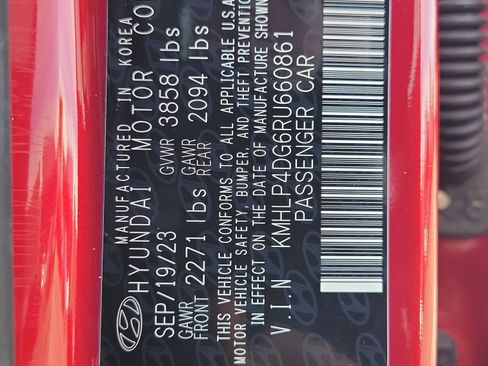 MANUFACTURED IN KOREA
HYUNDAI MOTOR CO
SEP/19/23 GVWR 3858 lbs
GAWR FRONT 2271 lbs GAWR REAR 2094 lbs
THIS VEHICLE CONFORMS TO ALL APPLICABLE U.S.A
MOTOR VEHICLE SAFETY, BUMPER, AND THEFT PREVENTION
IN EFFECT ON THE DATE OF MANUFACTURE SHOWN
V.I.N KMHLP4DG6RU660861
PASSENGER CAR